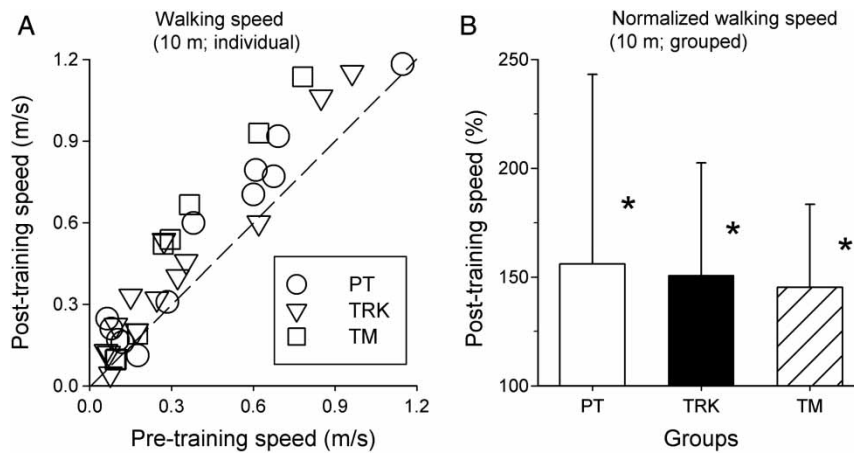 A
Walking speed
(10 m; individual)
Post-training speed (m/s)
1.2
0.9
0.6
0.3
0.0
PT
TRK
TM
0.0 0.3 0.6 0.9 1.2
Pre-training speed (m/s)
B
Normalized walking speed
(10 m; grouped)
Post-training speed (%)
250
200
150
100
*
*
*
PT TRK TM
Groups